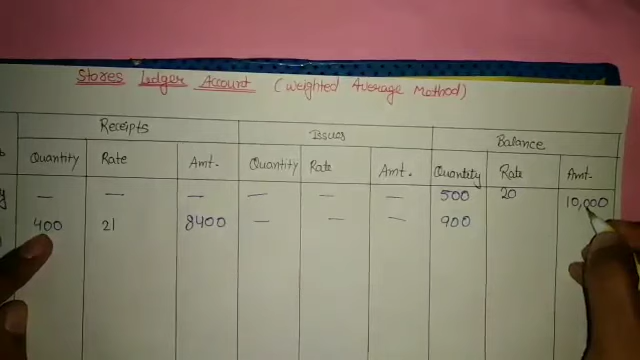 Stores Ledger Account (Weighted Average Method)
Receipts Issues Balance
Quantity Rate Amt. Quantity Rate Amt. Quantity Rate Amt.
— — — — — — 500 20 10,000
400 21 8400 — — — 900